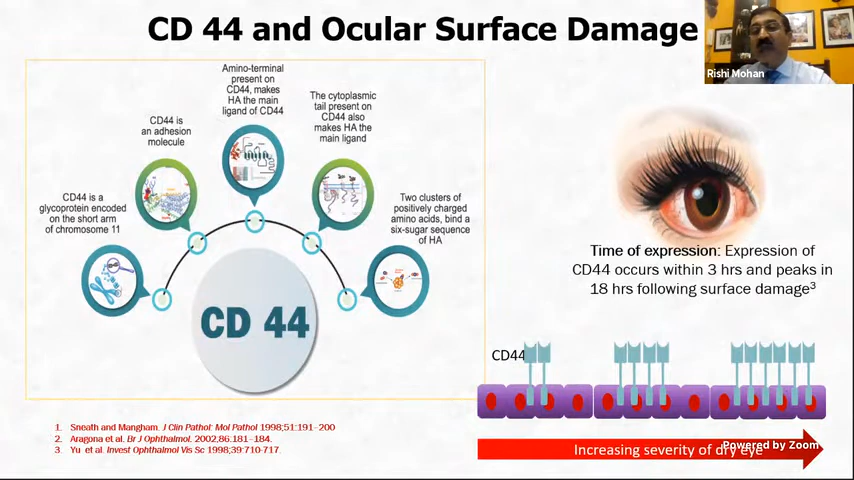 CD 44 and Ocular Surface Damage
Rishi Mohan
Amino-terminal
present on
CD44, makes
HA the main
ligand of CD44
The cytoplasmic
tail present on
CD44 also
makes HA the
main ligand
CD44 is
an adhesion
molecule
CD44 is a
glycoprotein encoded
on the short arm
of chromosome 11
Two clusters of
positively charged
amino acids, bind a
six-sugar sequence
of HA
CD 44
Time of expression: Expression of
CD44 occurs within 3 hrs and peaks in
18 hrs following surface damage³
CD44
Increasing severity of dry eye
Powered by Zoom
1. Sneath and Mangham. J Clin Pathol: Mol Pathol 1998;51:191–200
2. Aragona et al. Br J Ophthalmol. 2002;86:181–184.
3 Yu et al. Invest Ophthalmol Vis Sc 1998;39:710-717.